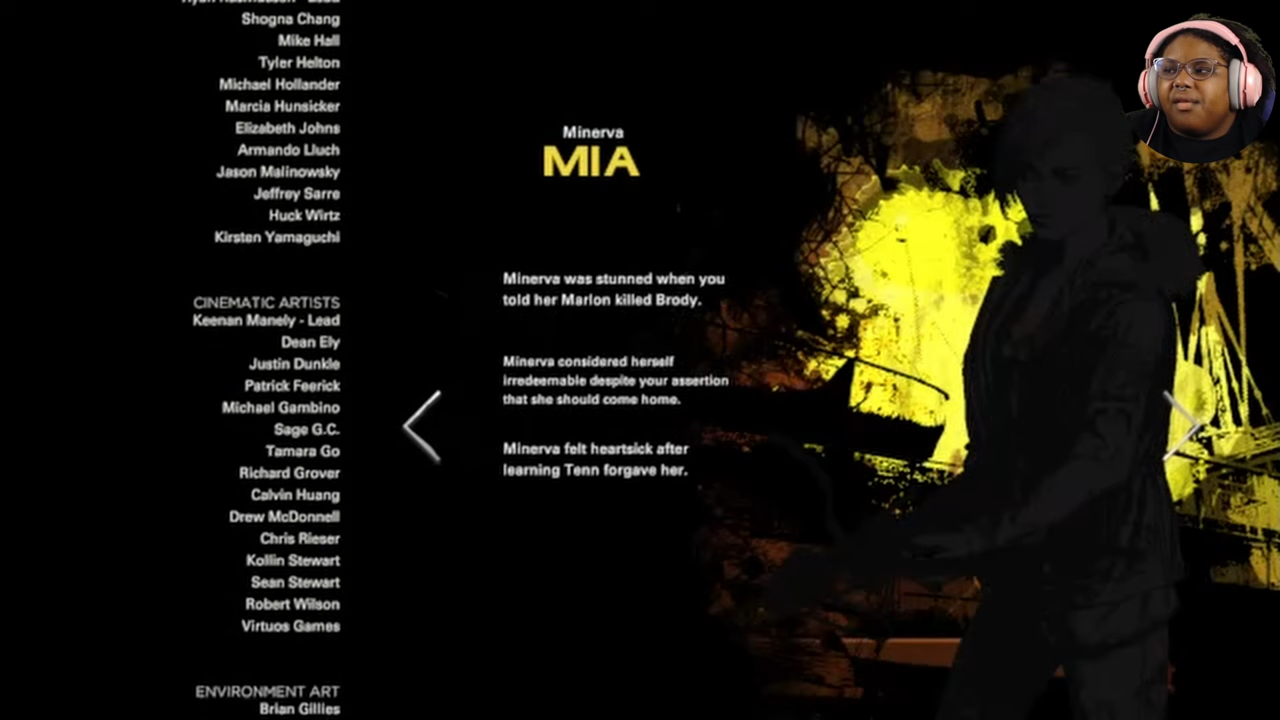 Shogna Chang
Mike Hall
Tyler Helton
Michael Hollander
Marcia Hunsicker
Elizabeth Johns
Armando Lluch
Jason Malinowsky
Jeffrey Sarre
Huck Wirtz
Kirsten Yamaguchi
CINEMATIC ARTISTS
Keenan Manely - Lead
Dean Ely
Justin Dunkle
Patrick Feerick
Michael Gambino
Sage G.C.
Tamara Go
Richard Grover
Calvin Huang
Drew McDonnell
Chris Rieser
Kollin Stewart
Sean Stewart
Robert Wilson
Virtuos Games
ENVIRONMENT ART
Brian Gillies
Minerva
MIA
Minerva was stunned when you
told her Marlon killed Brody.
Minerva considered herself
irredeemable despite your assertion
that she should come home.
Minerva felt heartsick after
learning Tenn forgave her.